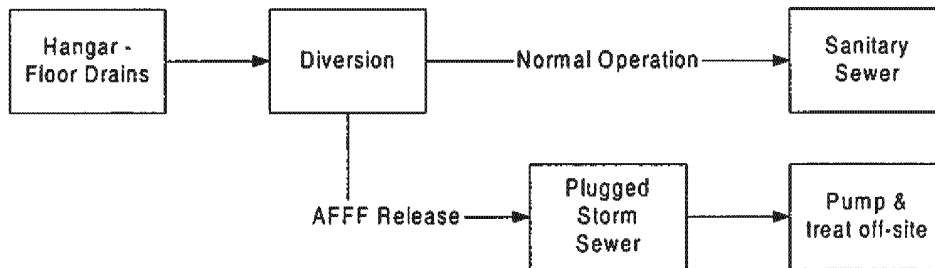 Hangar -
Floor Drains
Diversion
Normal Operation
Sanitary
Sewer
AFFF Release
Plugged
Storm
Sewer
Pump &
treat off-site